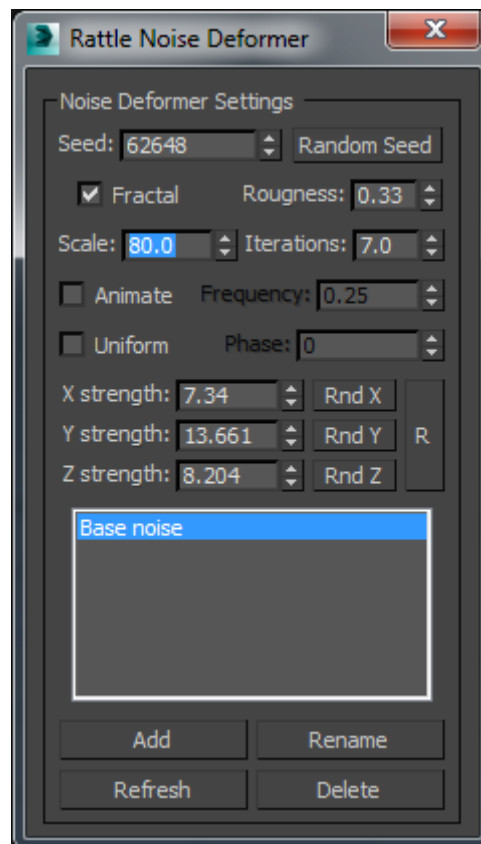 Rattle Noise Deformer
Noise Deformer Settings
Seed: 62648 Random Seed
Fractal Rougness: 0.33
Scale: 80.0 Iterations: 7.0
Animate Frequency: 0.25
Uniform Phase: 0
X strength: 7.34 Rnd X
Y strength: 13.661 Rnd Y R
Z strength: 8.204 Rnd Z
Base noise
Add Rename
Refresh Delete